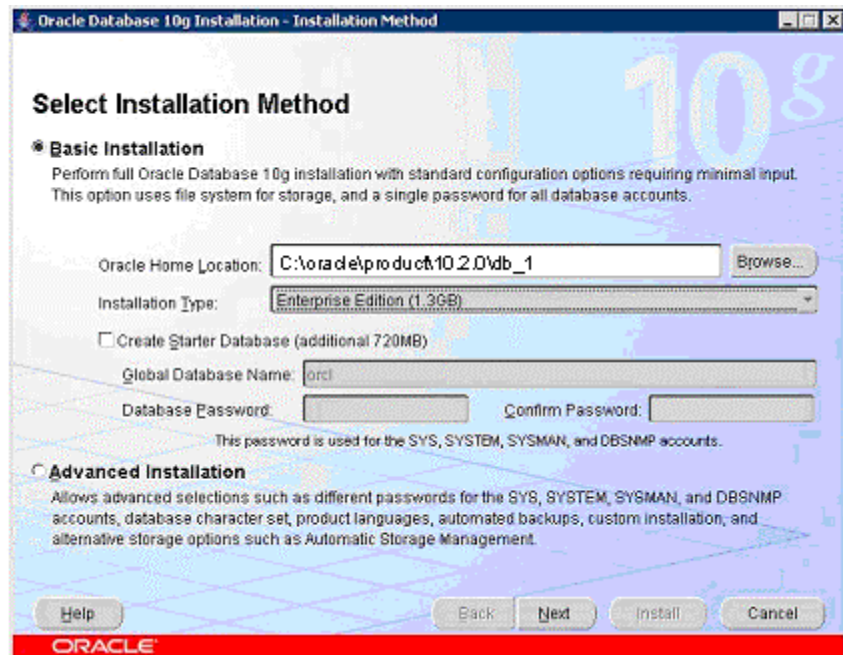 Oracle Database 10g Installation - Installation Method
10g
Select Installation Method
Basic Installation
Perform full Oracle Database 10g installation with standard configuration options requiring minimal input.
This option uses file system for storage, and a single password for all database accounts.
Oracle Home Location: C:\oracle\product\10.2.0\db_1 Browse...
Installation Type: Enterprise Edition (1.3GB)
Create Starter Database (additional 720MB)
Global Database Name: orcl
Database Password: Confirm Password:
This password is used for the SYS, SYSTEM, SYSMAN, and DBSNMP accounts.
Advanced Installation
Allows advanced selections such as different passwords for the SYS, SYSTEM, SYSMAN, and DBSNMP
accounts, database character set, product languages, automated backups, custom installation, and
alternative storage options such as Automatic Storage Management.
Help Back Next Install Cancel
ORACLE